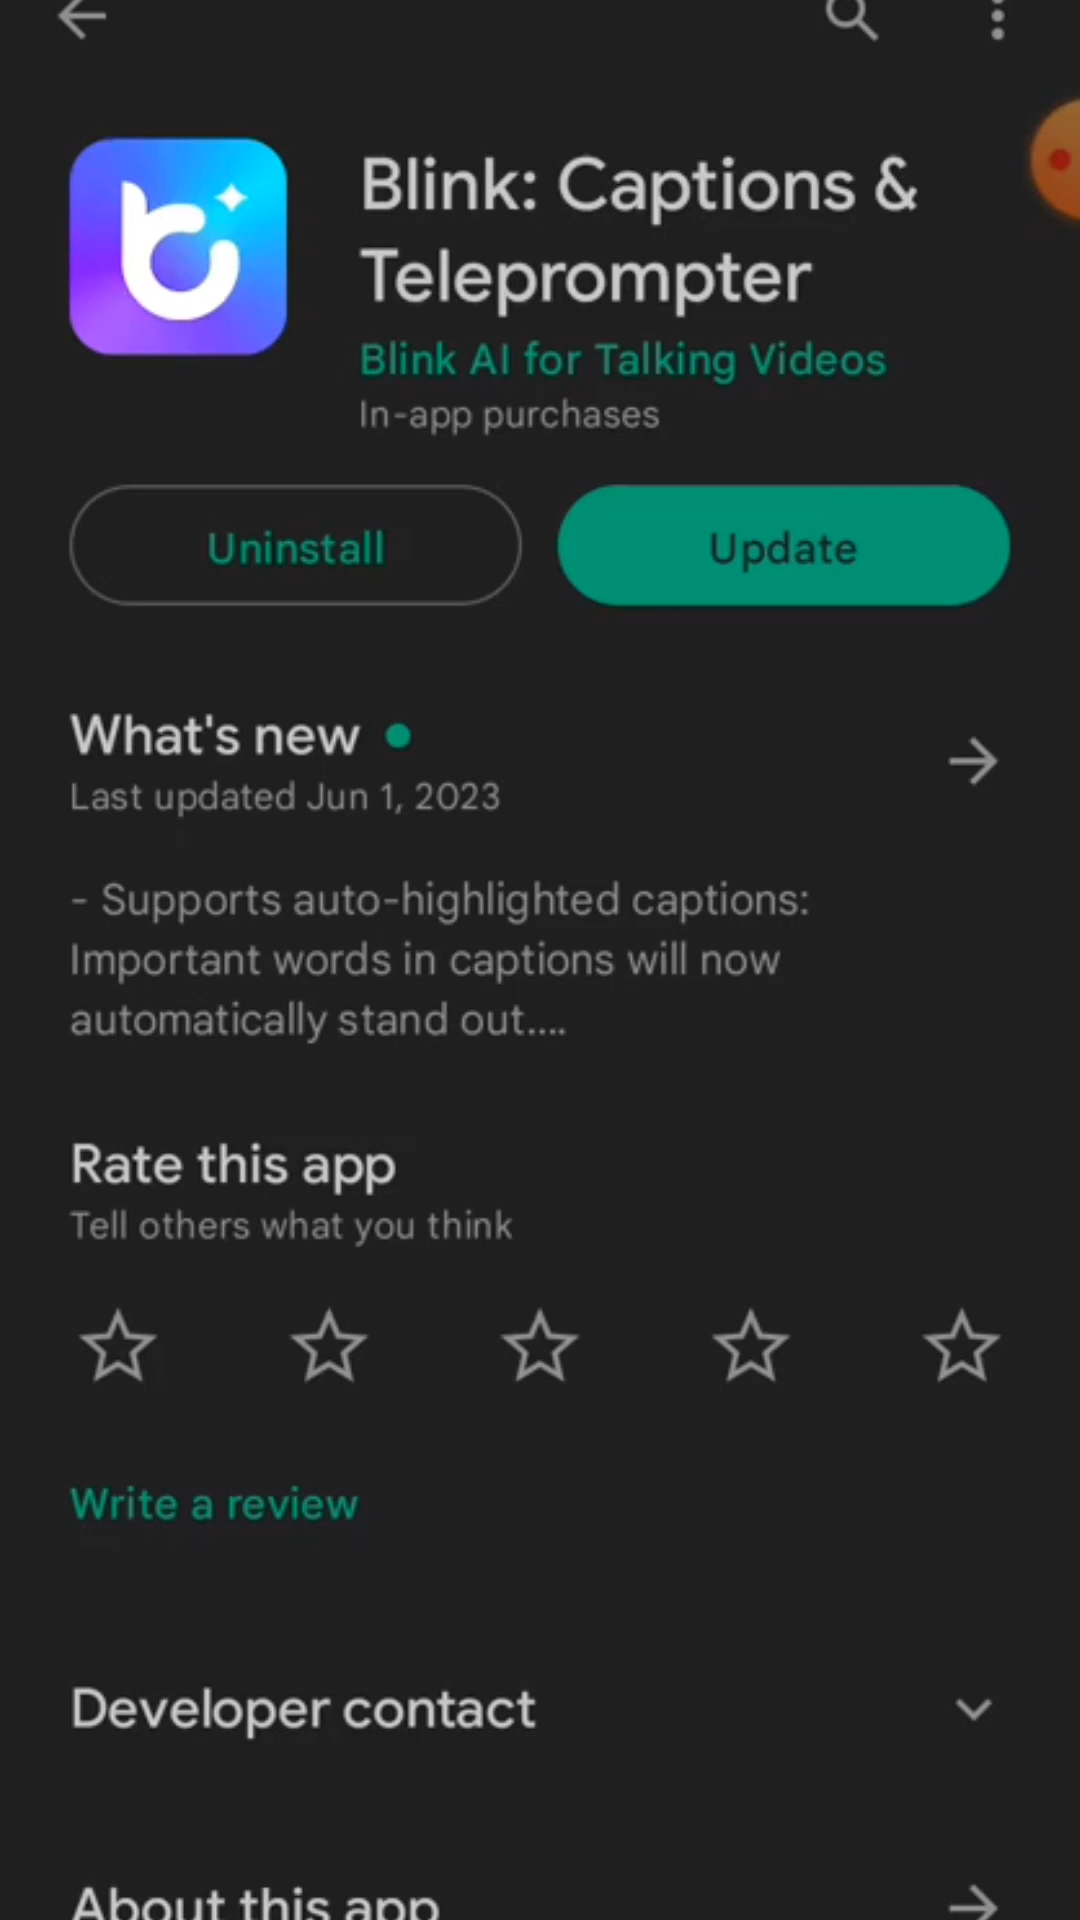 Blink: Captions &
Teleprompter
Blink AI for Talking Videos
In-app purchases
Uninstall
Update
What's new
Last updated Jun 1, 2023
- Supports auto-highlighted captions:
Important words in captions will now
automatically stand out....
Rate this app
Tell others what you think
Write a review
Developer contact
About this app